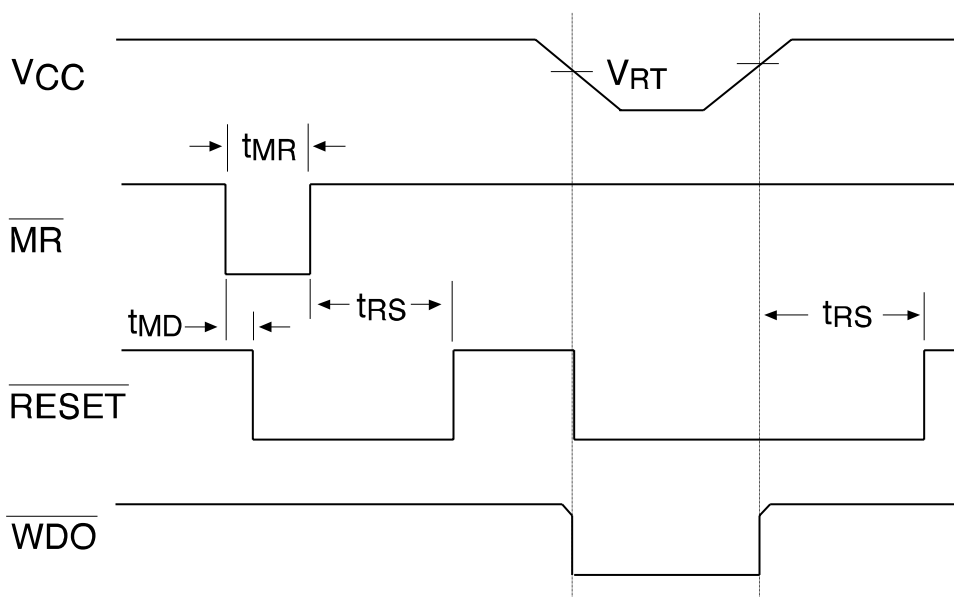 VCC
VRT
tMR
MR
tMD
tRS
tRS
RESET
WDO